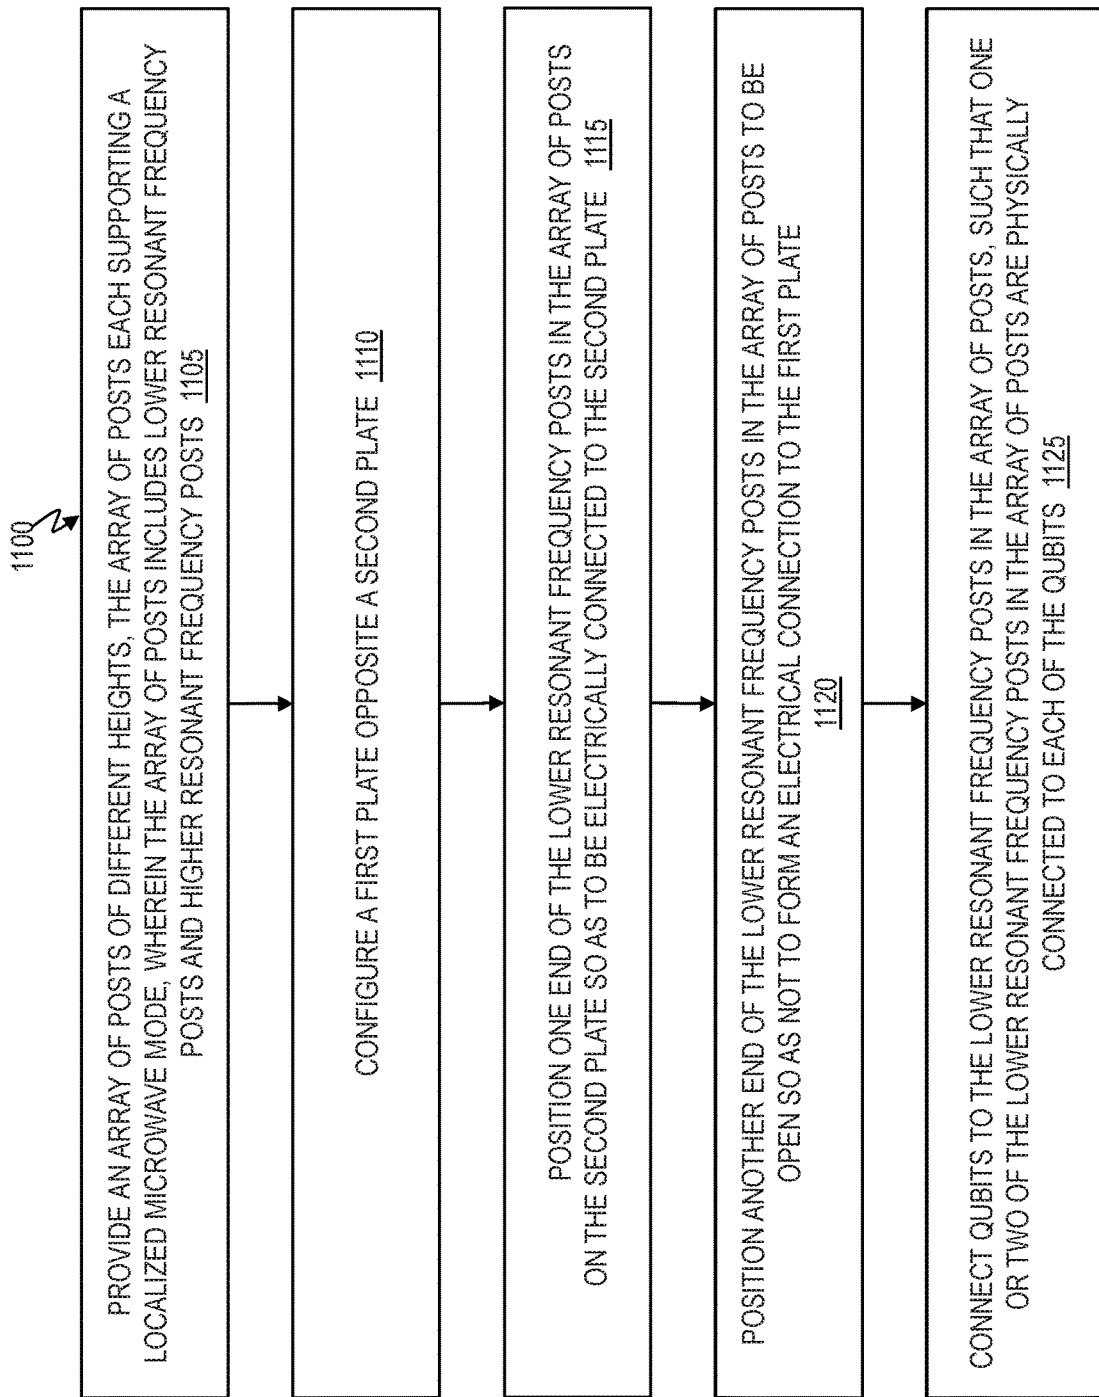 1100
PROVIDE AN ARRAY OF POSTS OF DIFFERENT HEIGHTS, THE ARRAY OF POSTS EACH SUPPORTING A
LOCALIZED MICROWAVE MODE, WHEREIN THE ARRAY OF POSTS INCLUDES LOWER RESONANT FREQUENCY
POSTS AND HIGHER RESONANT FREQUENCY POSTS 1105
CONFIGURE A FIRST PLATE OPPOSITE A SECOND PLATE 1110
POSITION ONE END OF THE LOWER RESONANT FREQUENCY POSTS IN THE ARRAY OF POSTS
ON THE SECOND PLATE SO AS TO BE ELECTRICALLY CONNECTED TO THE SECOND PLATE 1115
POSITION ANOTHER END OF THE LOWER RESONANT FREQUENCY POSTS IN THE ARRAY OF POSTS TO BE
OPEN SO AS NOT TO FORM AN ELECTRICAL CONNECTION TO THE FIRST PLATE
1120
CONNECT QUBITS TO THE LOWER RESONANT FREQUENCY POSTS IN THE ARRAY OF POSTS, SUCH THAT ONE
OR TWO OF THE LOWER RESONANT FREQUENCY POSTS IN THE ARRAY OF POSTS ARE PHYSICALLY
CONNECTED TO EACH OF THE QUBITS 1125